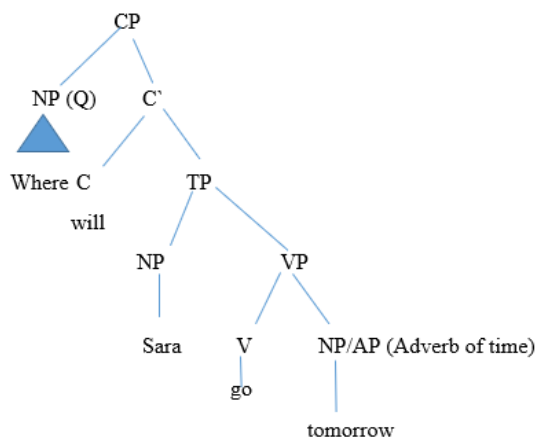 CP
NP (Q) C`
Where C TP
will
NP VP
Sara V NP/AP (Adverb of time)
go
tomorrow